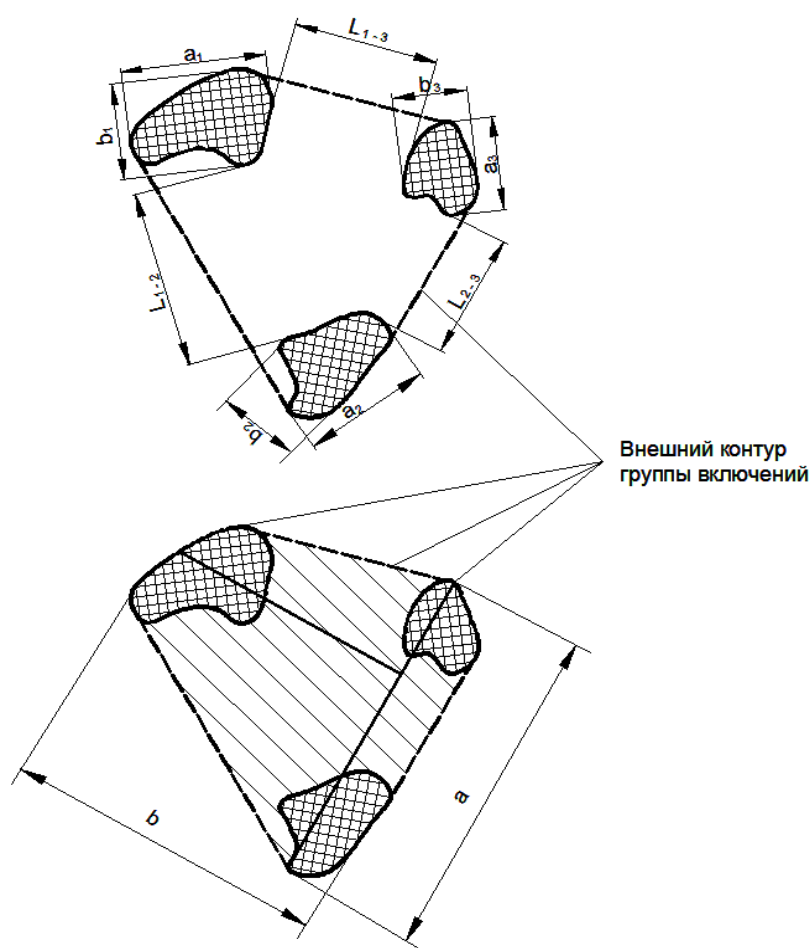 L₁₋₃
a₁
b₃
b₁
a₃
L₁₋₂
L₂₋₃
a₂
b₂
Внешний контур
группы включений
a
b